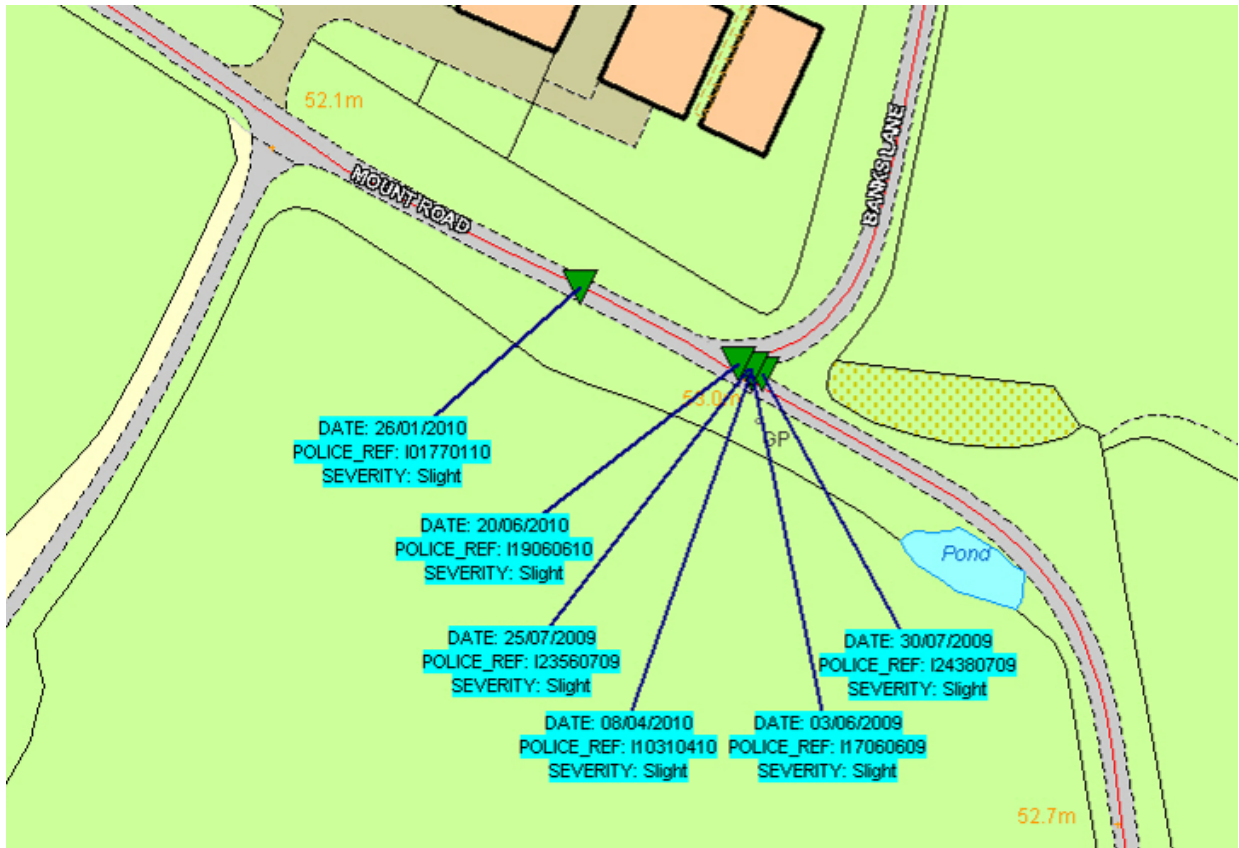 52.1m
MOUNT ROAD
BANKS LANE
53.0m
GP
DATE: 26/01/2010
POLICE_REF: I01770110
SEVERITY: Slight
DATE: 20/06/2010
POLICE_REF: I19060610
SEVERITY: Slight
Pond
DATE: 25/07/2009
POLICE_REF: I23560709
SEVERITY: Slight
DATE: 30/07/2009
POLICE_REF: I24380709
SEVERITY: Slight
DATE: 08/04/2010
POLICE_REF: I10310410
SEVERITY: Slight
DATE: 03/06/2009
POLICE_REF: I17060609
SEVERITY: Slight
52.7m